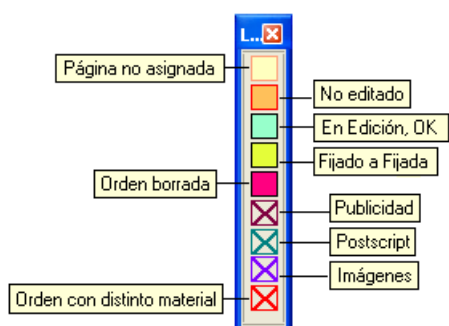 L...
Página no asignada
No editado
En Edición, OK
Fijado a Fijada
Orden borrada
Publicidad
Postscript
Imágenes
Orden con distinto material